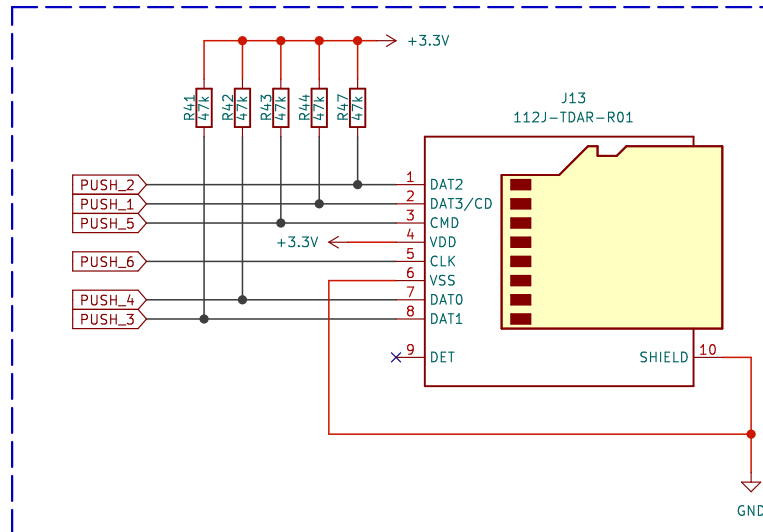 +3.3V
R41 47k
R42 47k
R43 47k
R44 47k
R47 47k
J13
112J-TDAR-R01
PUSH_2 1 DAT2
PUSH_1 2 DAT3/CD
PUSH_5 3 CMD
+3.3V 4 VDD
PUSH_6 5 CLK
6 VSS
PUSH_4 7 DAT0
PUSH_3 8 DAT1
9 DET
SHIELD 10
GND